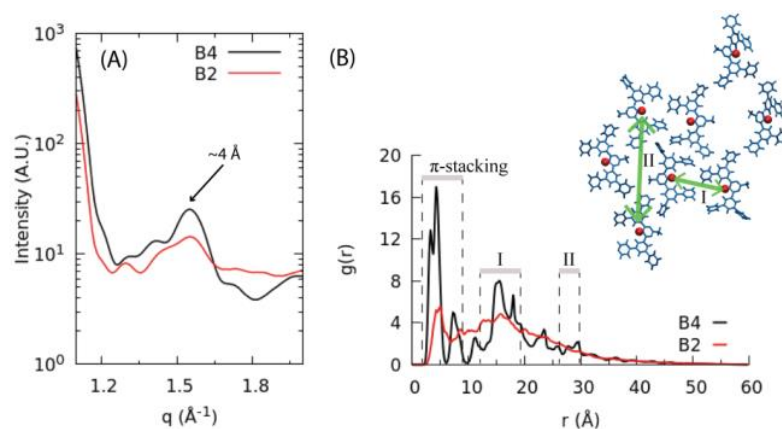 (A)
B4
B2
~4 Å
Intensity (A.U.)
10³
10²
10¹
10⁰
1.2 1.5 1.8
q (Å⁻¹)
(B)
II
I
π-stacking
I
II
g(r)
20
16
12
8
4
0
B4
B2
0 10 20 30 40 50 60
r (Å)